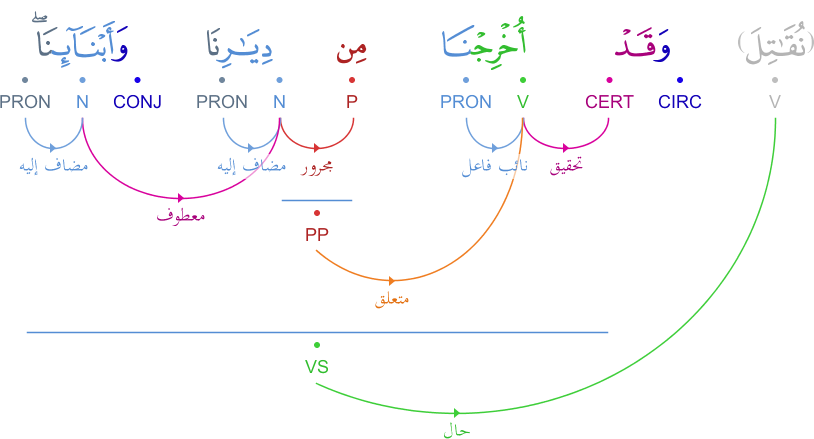 (نُقَـٰتِلَ) وَقَدْ أُخْرِجْنَا مِن دِيَـٰرِنَا وَأَبْنَآئِنَا ۖ
PRON N CONJ PRON N P PRON V CERT CIRC V
مضاف إليه مضاف إليه مجرور نائب فاعل تحقيق
معطوف
PP
متعلق
VS
حال